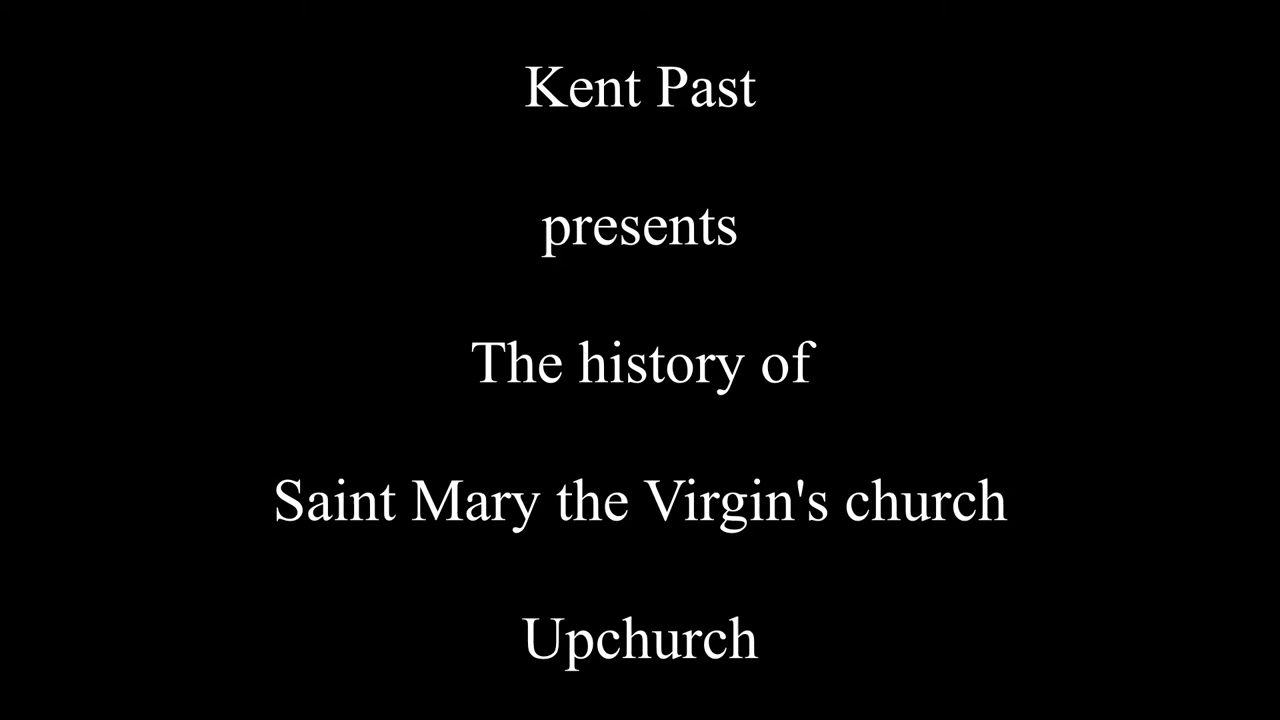 Kent Past
presents
The history of
Saint Mary the Virgin's church
Upchurch